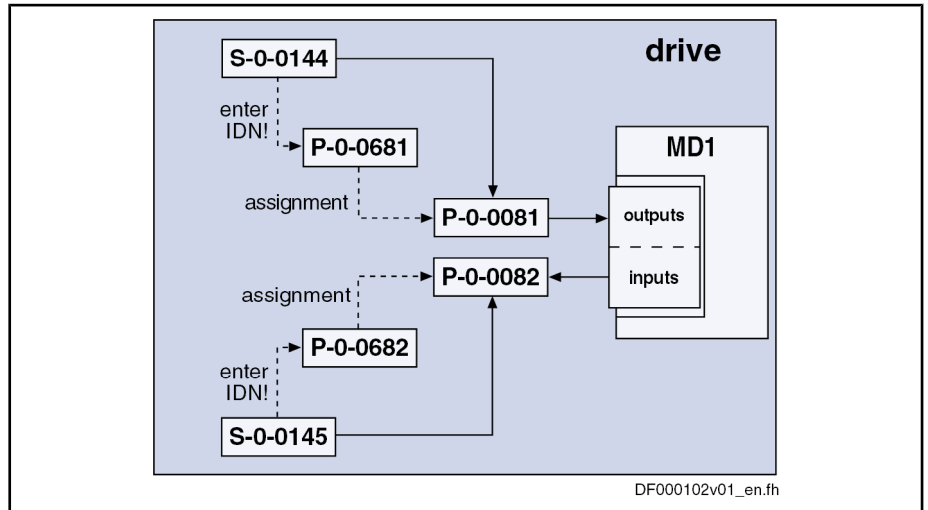 drive
S-0-0144
enter
IDN!
P-0-0681
MD1
assignment
P-0-0081
outputs
P-0-0082
inputs
assignment
P-0-0682
enter
IDN!
S-0-0145
DF000102v01_en.fh